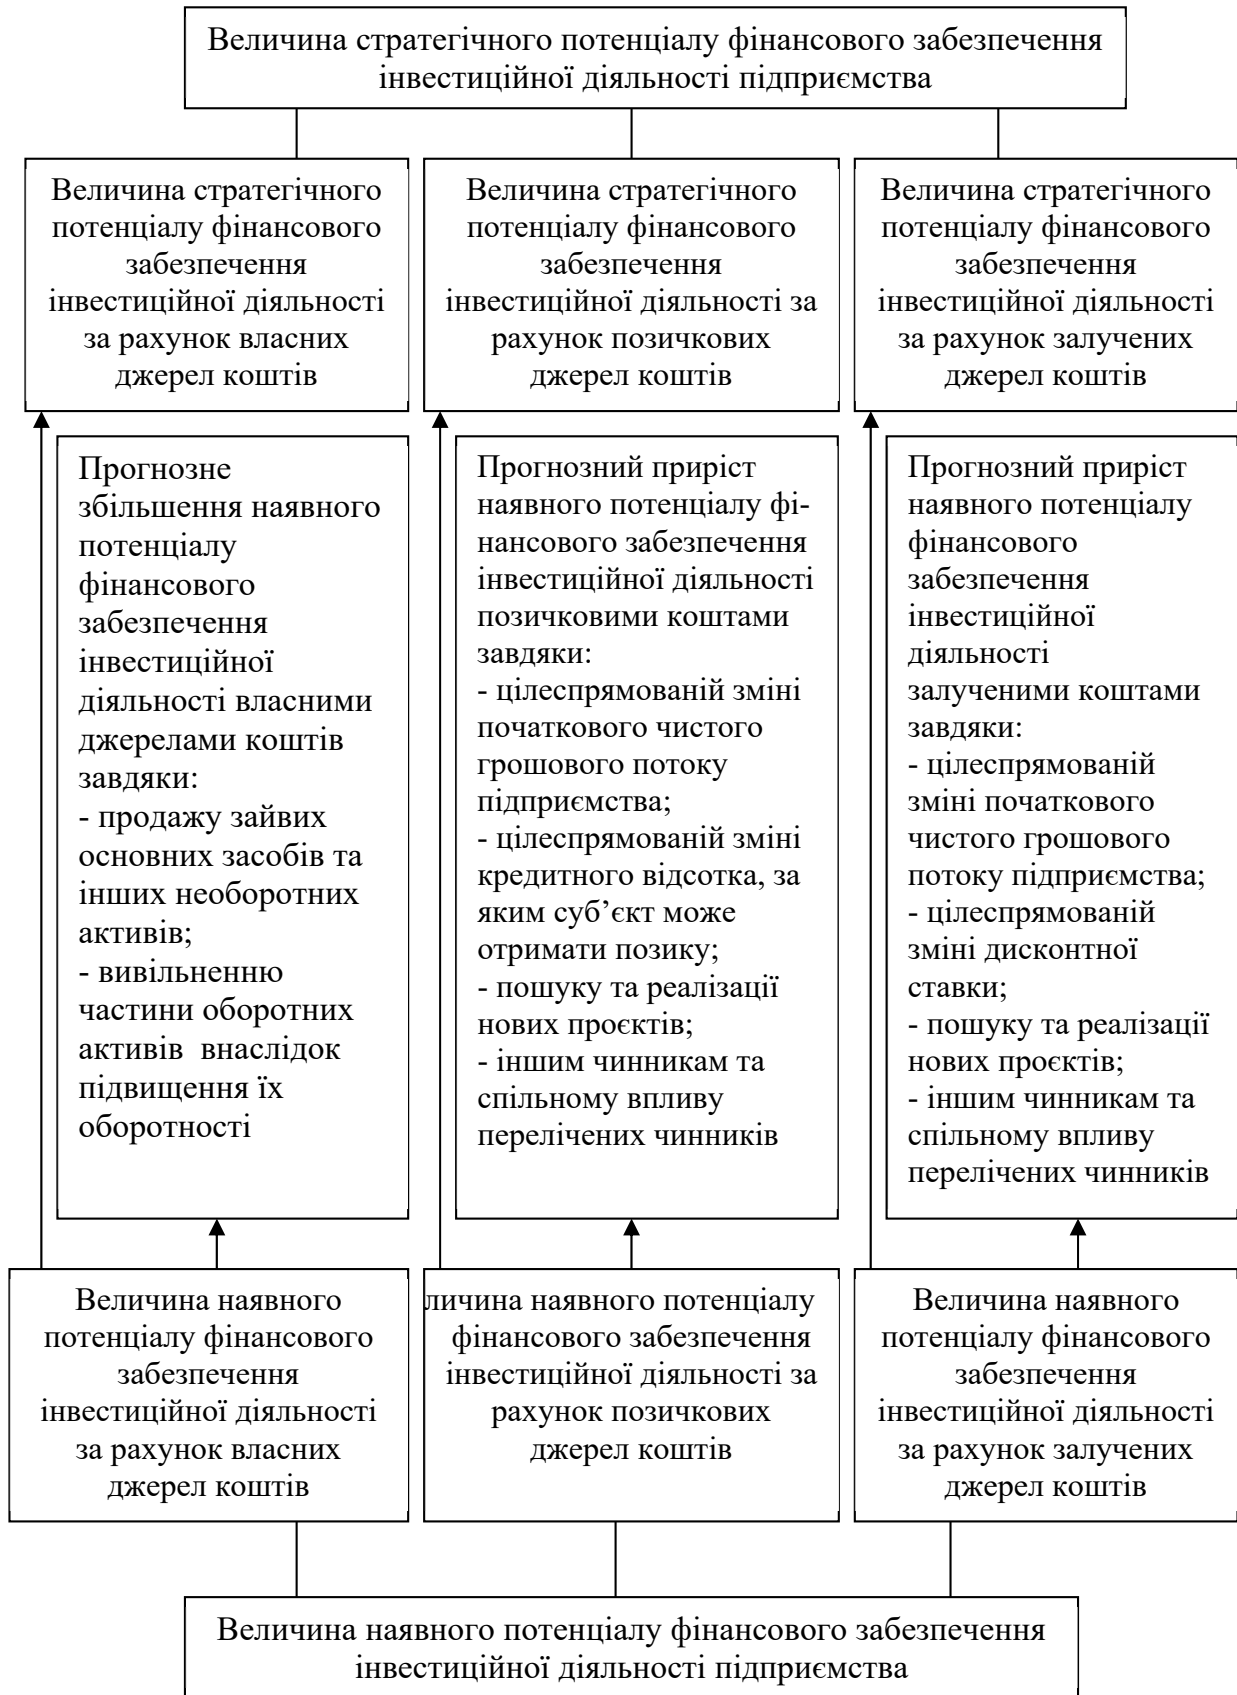 Величина стратегічного потенціалу фінансового забезпечення
інвестиційної діяльності підприємства
Величина стратегічного
потенціалу фінансового
забезпечення
інвестиційної діяльності
за рахунок власних
джерел коштів
Величина стратегічного
потенціалу фінансового
забезпечення
інвестиційної діяльності за
рахунок позичкових
джерел коштів
Величина стратегічного
потенціалу фінансового
забезпечення
інвестиційної діяльності
за рахунок залучених
джерел коштів
Прогнозне
збільшення наявного
потенціалу
фінансового
забезпечення
інвестиційної
діяльності власними
джерелами коштів
завдяки:
- продажу зайвих
основних засобів та
інших необоротних
активів;
- вивільненню
частини оборотних
активів внаслідок
підвищення їх
оборотності
Прогнозний приріст
наявного потенціалу фі-
нансового забезпечення
інвестиційної діяльності
позичковими коштами
завдяки:
- цілеспрямованій зміні
початкового чистого
грошового потоку
підприємства;
- цілеспрямованій зміні
кредитного відсотка, за
яким суб’єкт може
отримати позику;
- пошуку та реалізації
нових проєктів;
- іншим чинникам та
спільному впливу
перелічених чинників
Прогнозний приріст
наявного потенціалу
фінансового
забезпечення
інвестиційної
діяльності
залученими коштами
завдяки:
- цілеспрямованій
зміні початкового
чистого грошового
потоку підприємства;
- цілеспрямованій
зміні дисконтної
ставки;
- пошуку та реалізації
нових проєктів;
- іншим чинникам та
спільному впливу
перелічених чинників
Величина наявного
потенціалу фінансового
забезпечення
інвестиційної діяльності
за рахунок власних
джерел коштів
личина наявного потенціалу
фінансового забезпечення
інвестиційної діяльності за
рахунок позичкових
джерел коштів
Величина наявного
потенціалу фінансового
забезпечення
інвестиційної діяльності
за рахунок залучених
джерел коштів
Величина наявного потенціалу фінансового забезпечення
інвестиційної діяльності підприємства